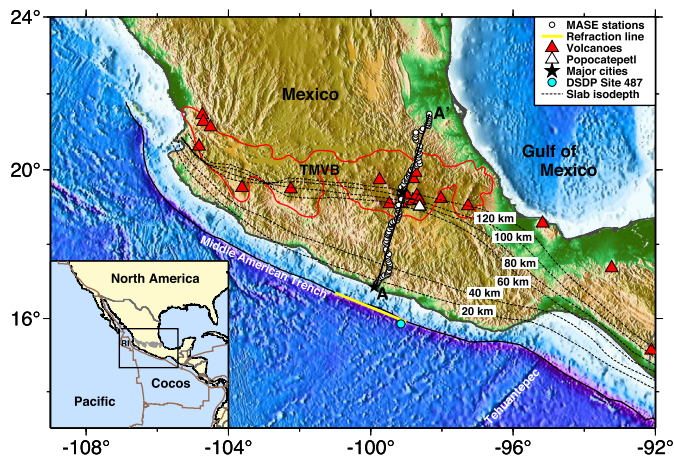 24°
20°
16°
-108°
-104°
-100°
-96°
-92°
MASE stations
Refraction line
Volcanoes
Popocatepetl
Major cities
DSDP Site 487
Slab isodepth
Mexico
A'
TMVB
Gulf of
Mexico
120 km
100 km
80 km
60 km
40 km
20 km
A
Middle American Trench
Tehuantepec
North America
RI
Cocos
Pacific